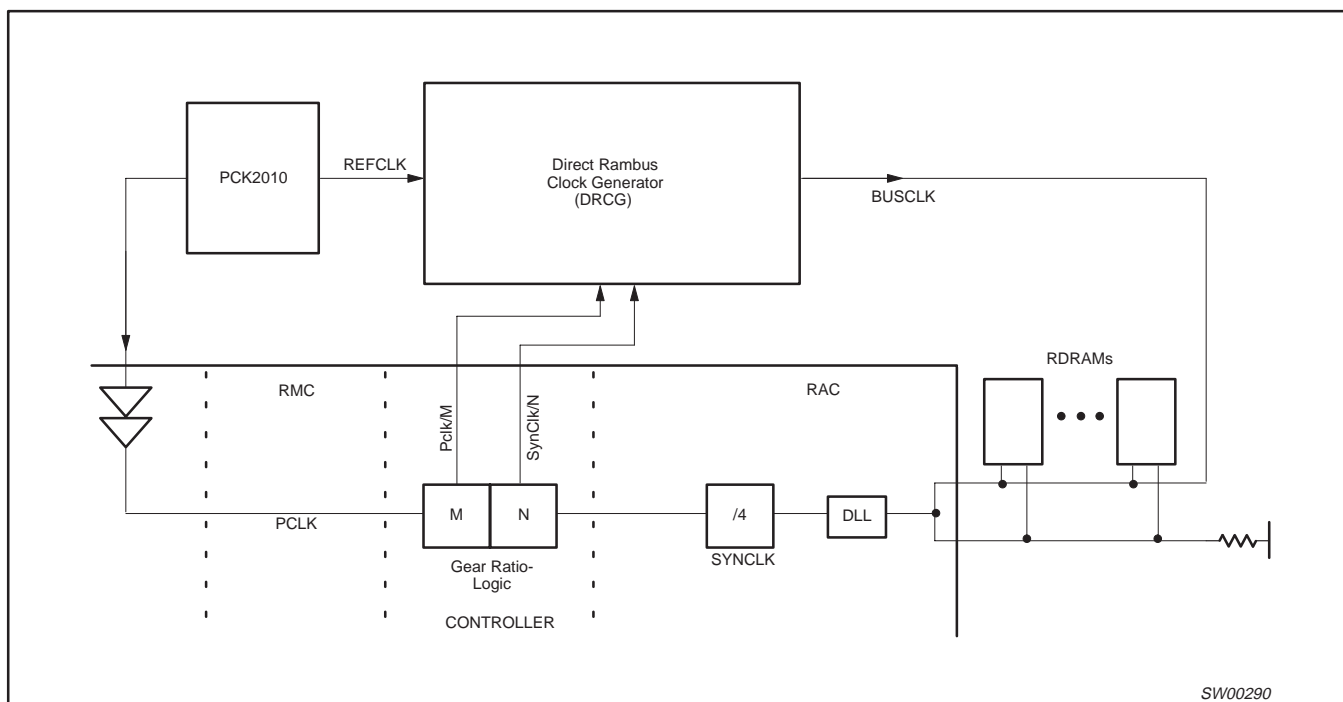 PCK2010
REFCLK
Direct Rambus
Clock Generator
(DRCG)
BUSCLK
RMC
Pclk/M
SynClk/N
RAC
RDRAMs
PCLK
M
N
/4
DLL
SYNCLK
Gear Ratio-
Logic
CONTROLLER
SW00290